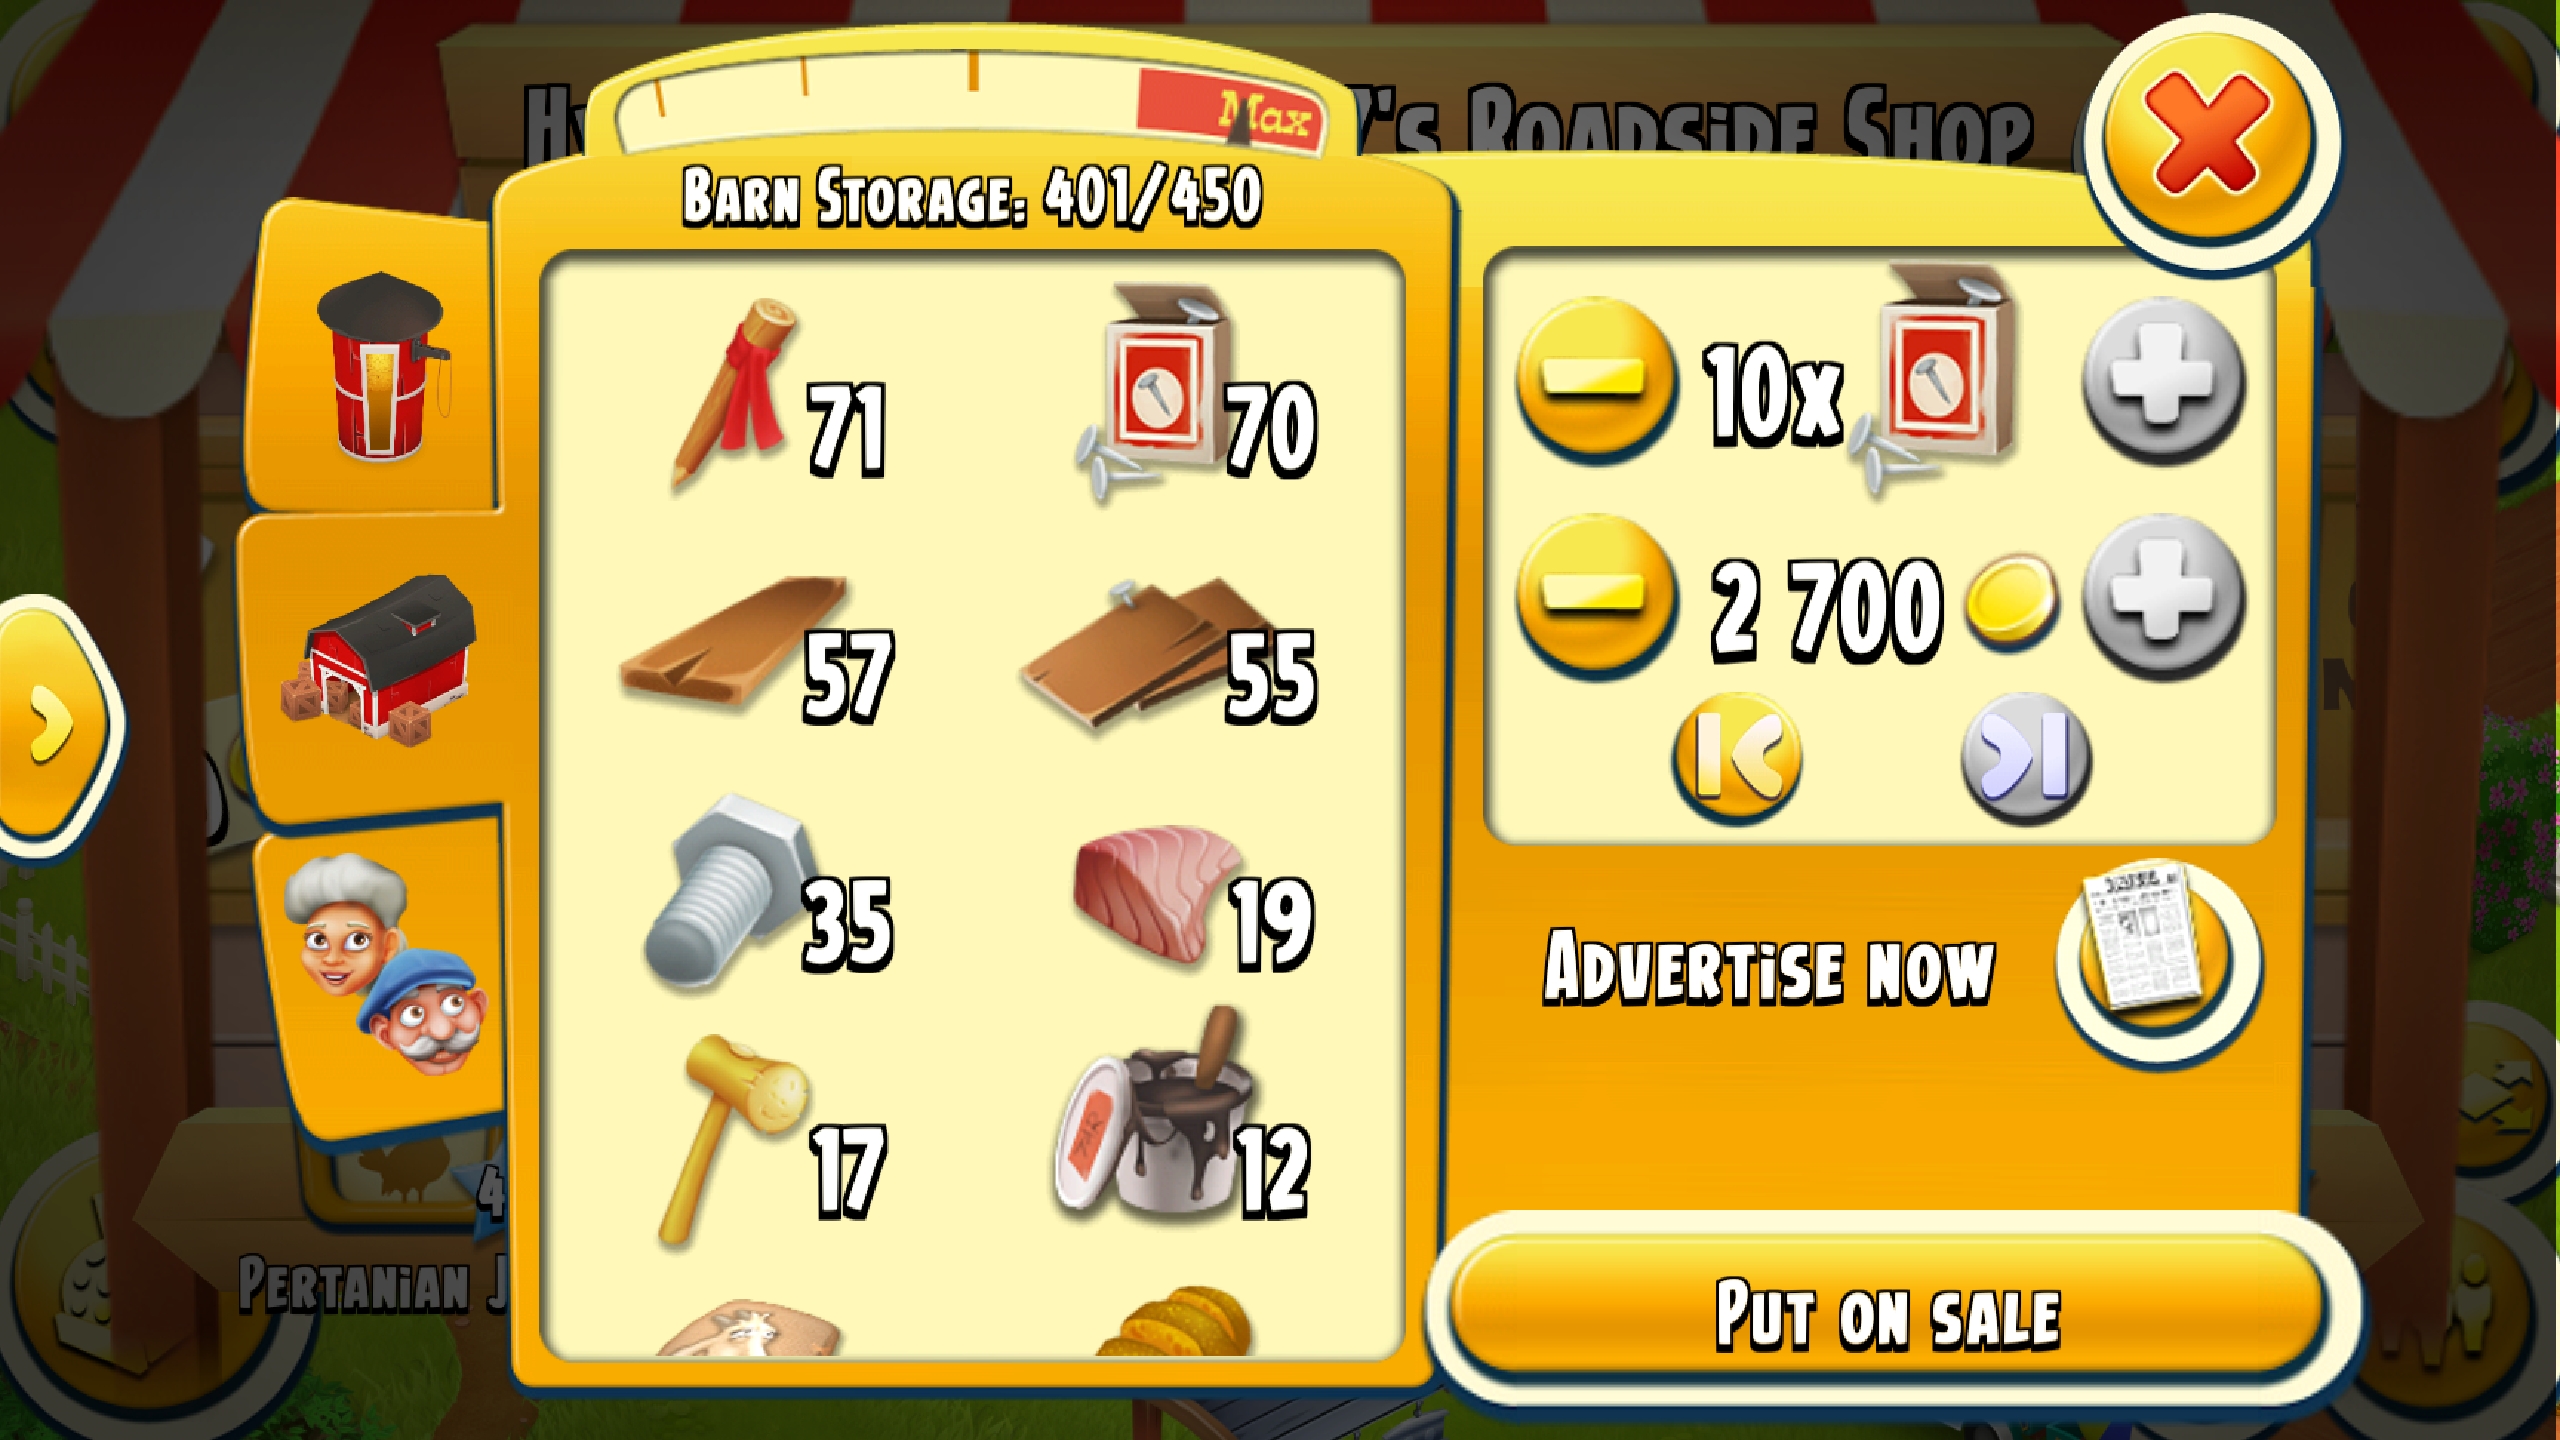 Max
's Roadside Shop
Barn Storage: 401/450
71
70
10x
2 700
57
55
35
19
Advertise now
17
12
4
Pertanian J
Put on sale